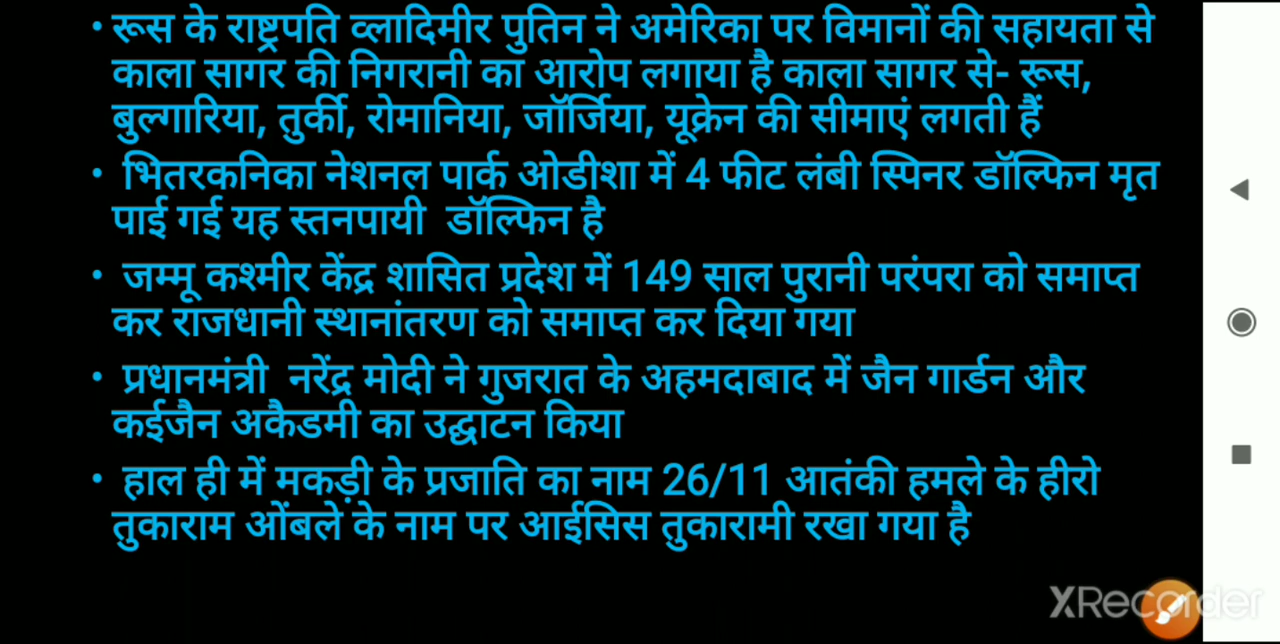 • रूस के राष्ट्रपति व्लादिमीर पुतिन ने अमेरिका पर विमानों की सहायता से
काला सागर की निगरानी का आरोप लगाया है काला सागर से- रूस,
बुल्गारिया, तुर्की, रोमानिया, जॉर्जिया, यूक्रेन की सीमाएं लगती हैं
• भितरकनिका नेशनल पार्क ओडीशा में 4 फीट लंबी स्पिनर डॉल्फिन मृत
पाई गई यह स्तनपायी डॉल्फिन है
• जम्मू कश्मीर केंद्र शासित प्रदेश में 149 साल पुरानी परंपरा को समाप्त
कर राजधानी स्थानांतरण को समाप्त कर दिया गया
• प्रधानमंत्री नरेंद्र मोदी ने गुजरात के अहमदाबाद में जैन गार्डन और
कईजैन अकैडमी का उद्घाटन किया
• हाल ही में मकड़ी के प्रजाति का नाम 26/11 आतंकी हमले के हीरो
तुकाराम ओंबले के नाम पर आईसिस तुकारामी रखा गया है
XRecorder